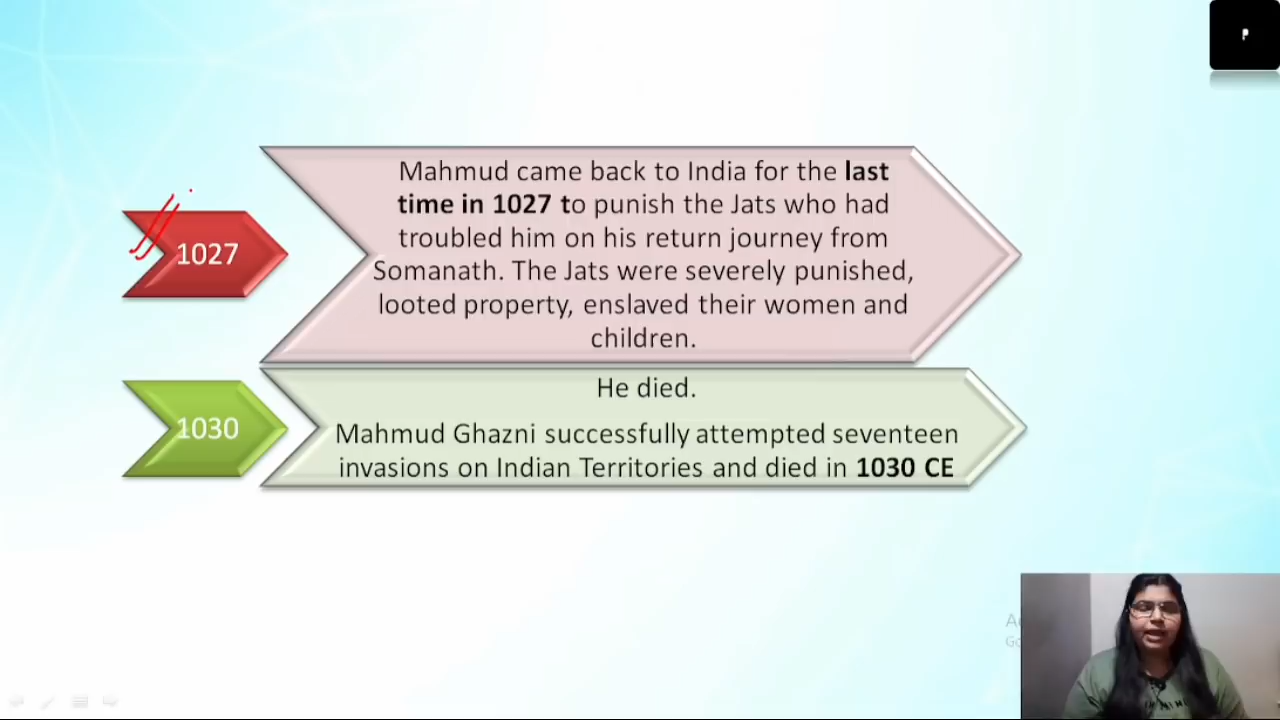 1027
Mahmud came back to India for the last
time in 1027 to punish the Jats who had
troubled him on his return journey from
Somanath. The Jats were severely punished,
looted property, enslaved their women and
children.
1030
He died.
Mahmud Ghazni successfully attempted seventeen
invasions on Indian Territories and died in 1030 CE